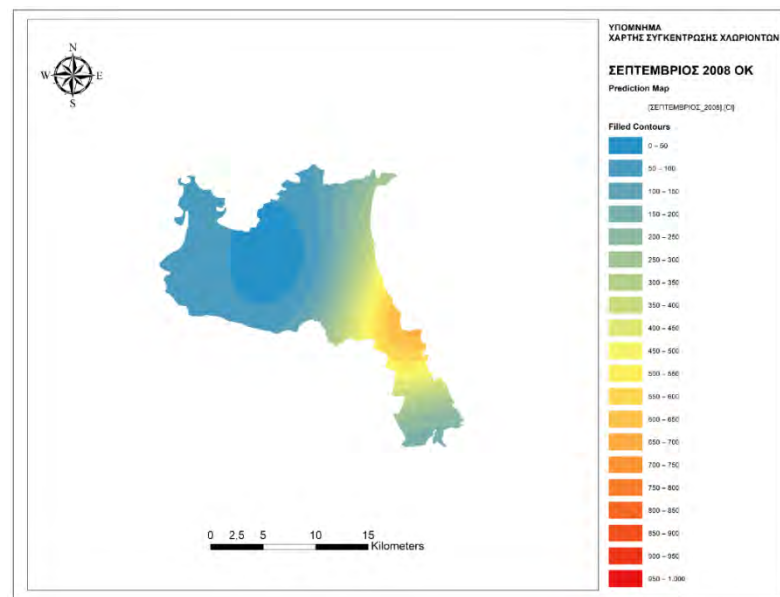 N
W E
S
0 2,5 5 10 15
Kilometers
ΥΠΟΜΝΗΜΑ
ΧΑΡΤΗΣ ΣΥΓΚΕΝΤΡΩΣΗΣ ΧΛΩΡΙΟΝΤΩΝ
ΣΕΠΤΕΜΒΡΙΟΣ 2008 ΟΚ
Prediction Map
[ΣΕΠΤΕΜΒΡΙΟΣ_2008].[Cl]
Filled Contours
0 – 50
50 – 100
100 – 150
150 – 200
200 – 250
250 – 300
300 – 350
350 – 400
400 – 450
450 – 500
500 – 550
550 – 600
600 – 650
650 – 700
700 – 750
750 – 800
800 – 850
850 – 900
900 – 950
950 – 1.000